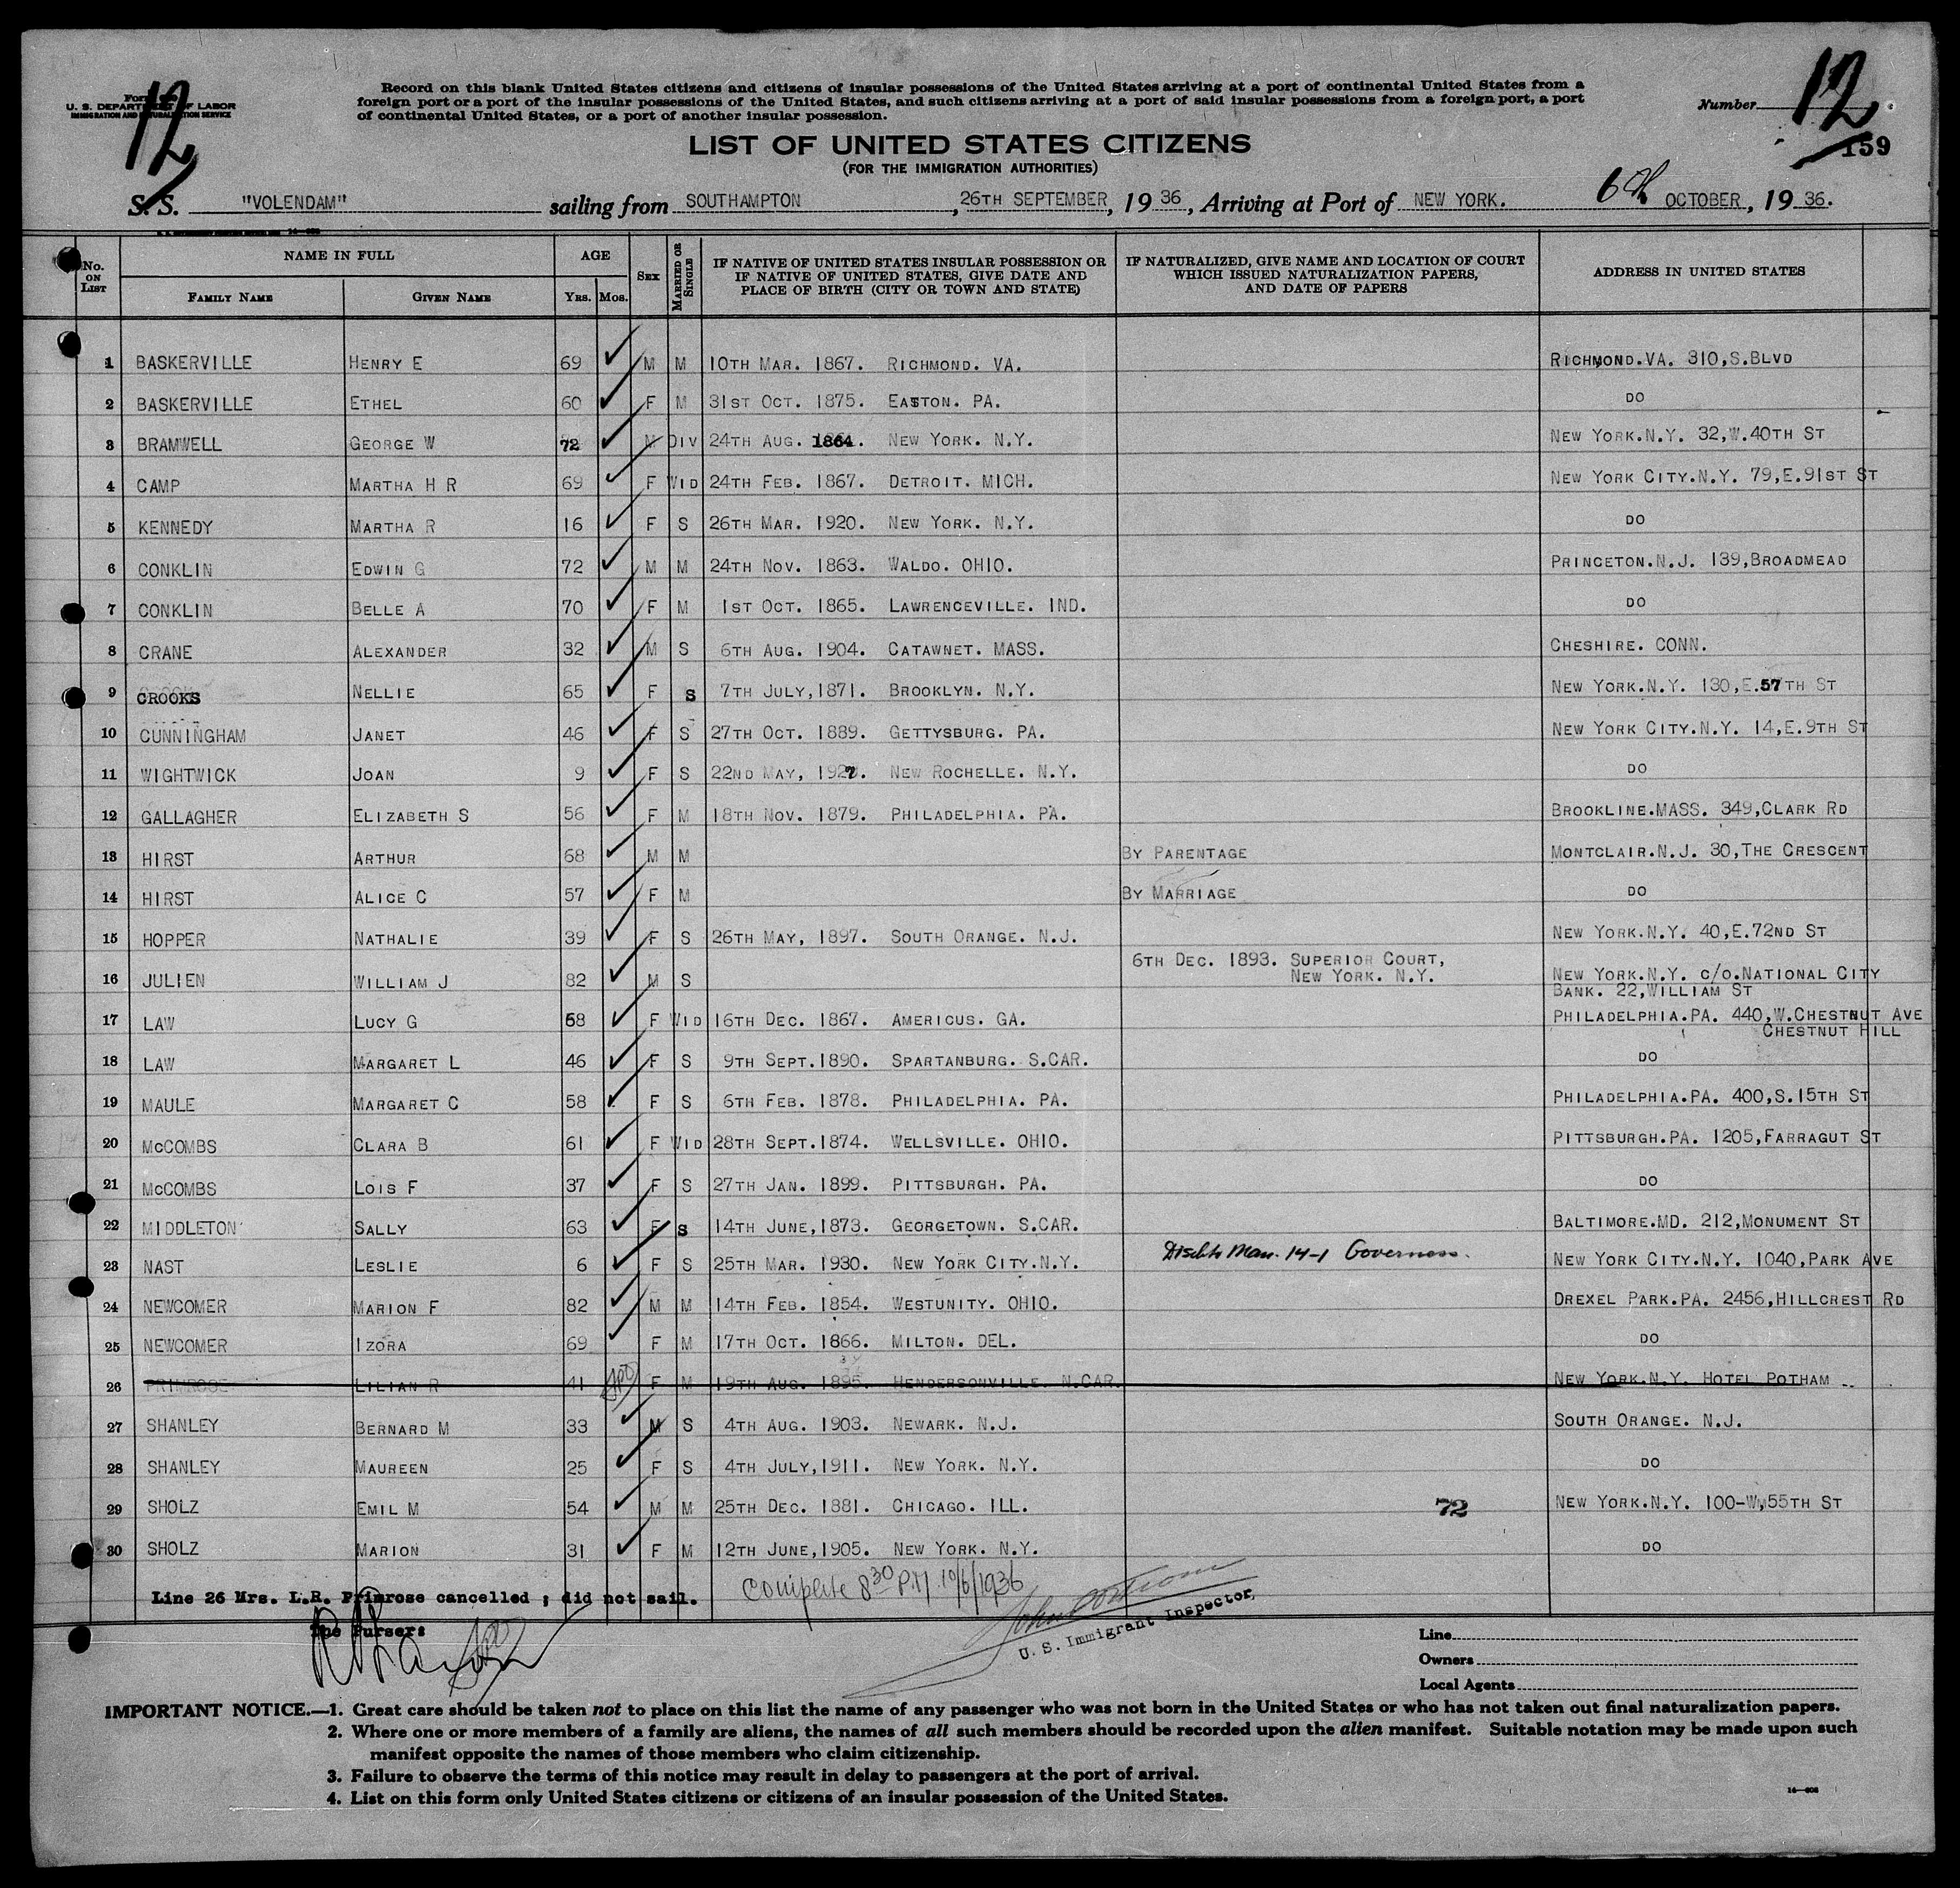 12
Form
U. S. DEPARTMENT OF LABOR
IMMIGRATION AND NATURALIZATION SERVICE
Record on this blank United States citizens and citizens of insular possessions of the United States arriving at a port of continental United States from a
foreign port or a port of the insular possessions of the United States, and such citizens arriving at a port of said insular possessions from a foreign port, a port
of continental United States, or a port of another insular possession.
Number 12
159
LIST OF UNITED STATES CITIZENS
(FOR THE IMMIGRATION AUTHORITIES)
S. S. "VOLENDAM" sailing from SOUTHAMPTON, 26TH SEPTEMBER, 1936, Arriving at Port of NEW YORK. 6th OCTOBER, 1936.
No. ON LIST NAME IN FULL FAMILY NAME GIVEN NAME AGE YRS. MOS. SEX MARRIED OR SINGLE IF NATIVE OF UNITED STATES INSULAR POSSESSION OR IF NATIVE OF UNITED STATES, GIVE DATE AND PLACE OF BIRTH (CITY OR TOWN AND STATE) IF NATURALIZED, GIVE NAME AND LOCATION OF COURT WHICH ISSUED NATURALIZATION PAPERS, AND DATE OF PAPERS ADDRESS IN UNITED STATES
1 BASKERVILLE HENRY E 69 M M 10TH MAR. 1867. RICHMOND. VA. RICHMOND.VA. 310,S.BLVD
2 BASKERVILLE ETHEL 60 F M 31ST OCT. 1875. EASTON. PA. DO
3 BRAMWELL GEORGE W 72 M DIV 24TH AUG. 1864. NEW YORK. N.Y. NEW YORK.N.Y. 32,W.40TH ST
4 CAMP MARTHA H R 69 F WID 24TH FEB. 1867. DETROIT. MICH. NEW YORK CITY.N.Y. 79,E.91ST ST
5 KENNEDY MARTHA R 16 F S 26TH MAR. 1920. NEW YORK. N.Y. DO
6 CONKLIN EDWIN G 72 M M 24TH NOV. 1863. WALDO. OHIO. PRINCETON.N.J. 139,BROADMEAD
7 CONKLIN BELLE A 70 F M 1ST OCT. 1865. LAWRENCEVILLE. IND. DO
8 CRANE ALEXANDER 32 M S 6TH AUG. 1904. CATAWNET. MASS. CHESHIRE. CONN.
9 CROOKS NELLIE 65 F S 7TH JULY,1871. BROOKLYN. N.Y. NEW YORK.N.Y. 130,E.57TH ST
10 CUNNINGHAM JANET 46 F S 27TH OCT. 1889. GETTYSBURG. PA. NEW YORK CITY.N.Y. 14,E.9TH ST
11 WIGHTWICK JOAN 9 F S 22ND MAY, 1927. NEW ROCHELLE. N.Y. DO
12 GALLAGHER ELIZABETH S 56 F M 18TH NOV. 1879. PHILADELPHIA. PA. BROOKLINE.MASS. 349,CLARK RD
13 HIRST ARTHUR 68 M M BY PARENTAGE MONTCLAIR.N.J. 30,THE CRESCENT
14 HIRST ALICE C 57 F M BY MARRIAGE DO
15 HOPPER NATHALIE 39 F S 26TH MAY, 1897. SOUTH ORANGE. N.J. NEW YORK.N.Y. 40,E.72ND ST
16 JULIEN WILLIAM J 82 M S 6TH DEC. 1893. SUPERIOR COURT, NEW YORK. N.Y. NEW YORK.N.Y. C/O.NATIONAL CITY BANK. 22,WILLIAM ST
17 LAW LUCY G 68 F WID 16TH DEC. 1867. AMERICUS. GA. PHILADELPHIA.PA. 440,W.CHESTNUT AVE CHESTNUT HILL
18 LAW MARGARET L 46 F S 9TH SEPT.1890. SPARTANBURG. S.CAR. DO
19 MAULE MARGARET C 58 F S 6TH FEB. 1878. PHILADELPHIA. PA. PHILADELPHIA.PA. 400,S.15TH ST
20 McCOMBS CLARA B 61 F WID 28TH SEPT.1874. WELLSVILLE. OHIO. PITTSBURGH.PA. 1205,FARRAGUT ST
21 McCOMBS LOIS F 37 F S 27TH JAN. 1899. PITTSBURGH. PA. DO
22 MIDDLETON SALLY 63 F S 14TH JUNE,1873. GEORGETOWN. S.CAR. BALTIMORE.MD. 212,MONUMENT ST
23 NAST LESLIE 6 F S 25TH MAR. 1930. NEW YORK CITY.N.Y. Man. 14-1 Governess. NEW YORK CITY.N.Y. 1040,PARK AVE
24 NEWCOMER MARION F 82 M M 14TH FEB. 1854. WESTUNITY. OHIO. DREXEL PARK.PA. 2456,HILLCREST RD
25 NEWCOMER IZORA 69 F M 17TH OCT. 1866. MILTON. DEL. DO
26 PRIMROSE LILIAN R 41 F M 19TH AUG. 1895. HENDERSONVILLE N.CAR. NEW YORK.N.Y. HOTEL POTHAM
27 SHANLEY BERNARD M 33 M S 4TH AUG. 1903. NEWARK. N.J. SOUTH ORANGE. N.J.
28 SHANLEY MAUREEN 25 F S 4TH JULY,1911. NEW YORK. N.Y. DO
29 SHOLZ EMIL M 54 M M 25TH DEC. 1881. CHICAGO. ILL. 72 NEW YORK.N.Y. 100-W,55TH ST
30 SHOLZ MARION 31 F M 12TH JUNE,1905. NEW YORK. N.Y. DO
Line 26 Mrs. L.R. Primrose cancelled ; did not sail.
Complete 8 30 P.M 10/6/1936
The Purser:
U. S. Immigrant Inspector,
Line
Owners
Local Agents
IMPORTANT NOTICE.—1. Great care should be taken not to place on this list the name of any passenger who was not born in the United States or who has not taken out final naturalization papers.
2. Where one or more members of a family are aliens, the names of all such members should be recorded upon the alien manifest. Suitable notation may be made upon such
manifest opposite the names of those members who claim citizenship.
3. Failure to observe the terms of this notice may result in delay to passengers at the port of arrival.
4. List on this form only United States citizens or citizens of an insular possession of the United States.